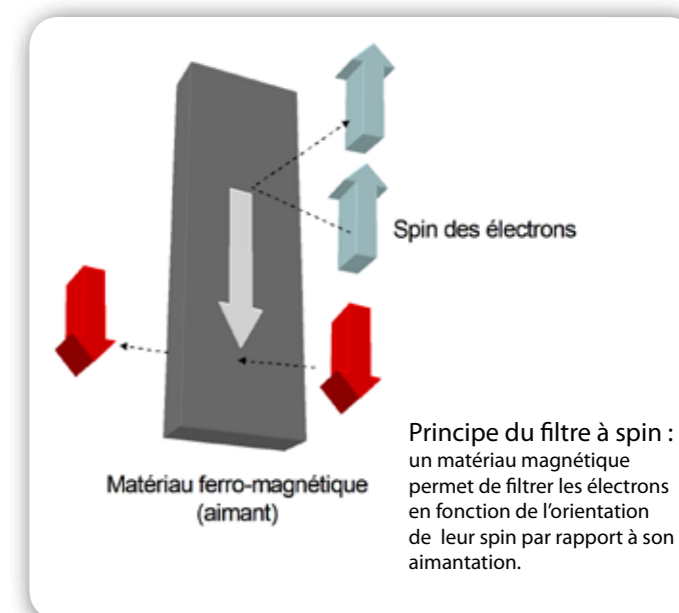 Spin des électrons
Matériau ferro-magnétique
(aimant)
Principe du filtre à spin :
un matériau magnétique
permet de filtrer les électrons
en fonction de l'orientation
de leur spin par rapport à son
aimantation.